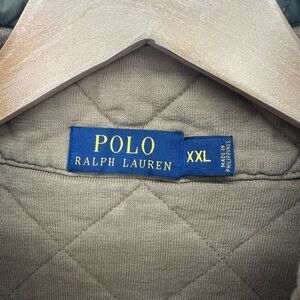 POLO
RALPH LAUREN
XXL
MADE IN
PHILIPPINES